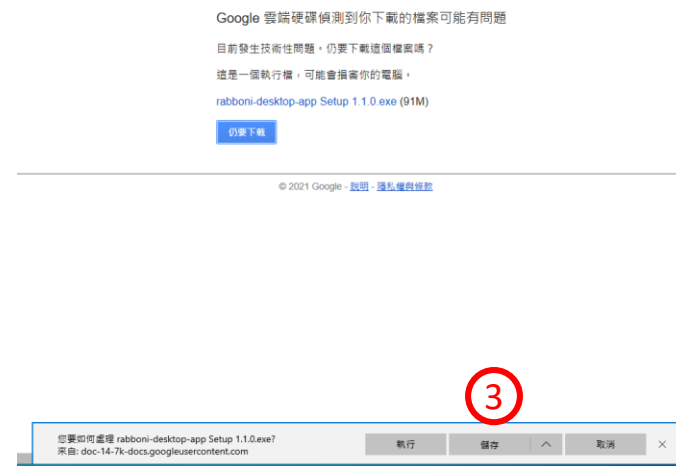 Google 雲端硬碟偵測到你下載的檔案可能有問題
目前發生技術性問題。仍要下載這個檔案嗎？
這是一個執行檔，可能會損害你的電腦。
rabboni-desktop-app Setup 1.1.0.exe (91M)
仍要下載
© 2021 Google - 說明 - 隱私權與條款
3
您要如何處理 rabboni-desktop-app Setup 1.1.0.exe?
來自: doc-14-7k-docs.googleusercontent.com
執行 儲存 取消